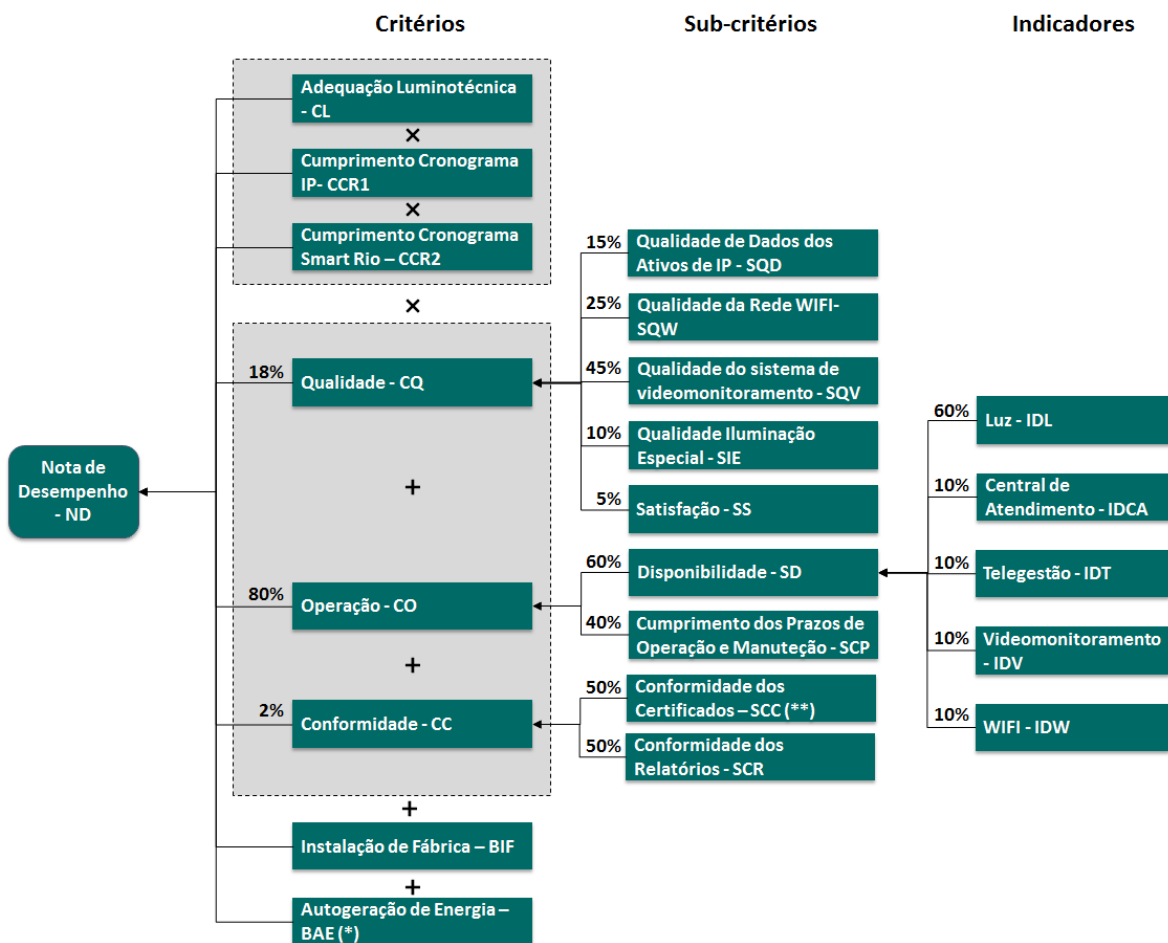 Critérios
Sub-critérios
Indicadores
Adequação Luminotécnica
- CL
×
Cumprimento Cronograma
IP- CCR1
×
Cumprimento Cronograma
Smart Rio – CCR2
×
18%
Qualidade - CQ
+
80%
Operação - CO
+
2%
Conformidade - CC
+
Instalação de Fábrica – BIF
+
Autogeração de Energia –
BAE (*)
Nota de
Desempenho
- ND
15%
Qualidade de Dados dos
Ativos de IP - SQD
25%
Qualidade da Rede WIFI-
SQW
45%
Qualidade do sistema de
videomonitoramento - SQV
10%
Qualidade Iluminação
Especial - SIE
5%
Satisfação - SS
60%
Disponibilidade - SD
40%
Cumprimento dos Prazos de
Operação e Manuteção - SCP
50%
Conformidade dos
Certificados – SCC (**)
50%
Conformidade dos
Relatórios - SCR
60%
Luz - IDL
10%
Central de
Atendimento - IDCA
10%
Telegestão - IDT
10%
Videomonitoramento
- IDV
10%
WIFI - IDW